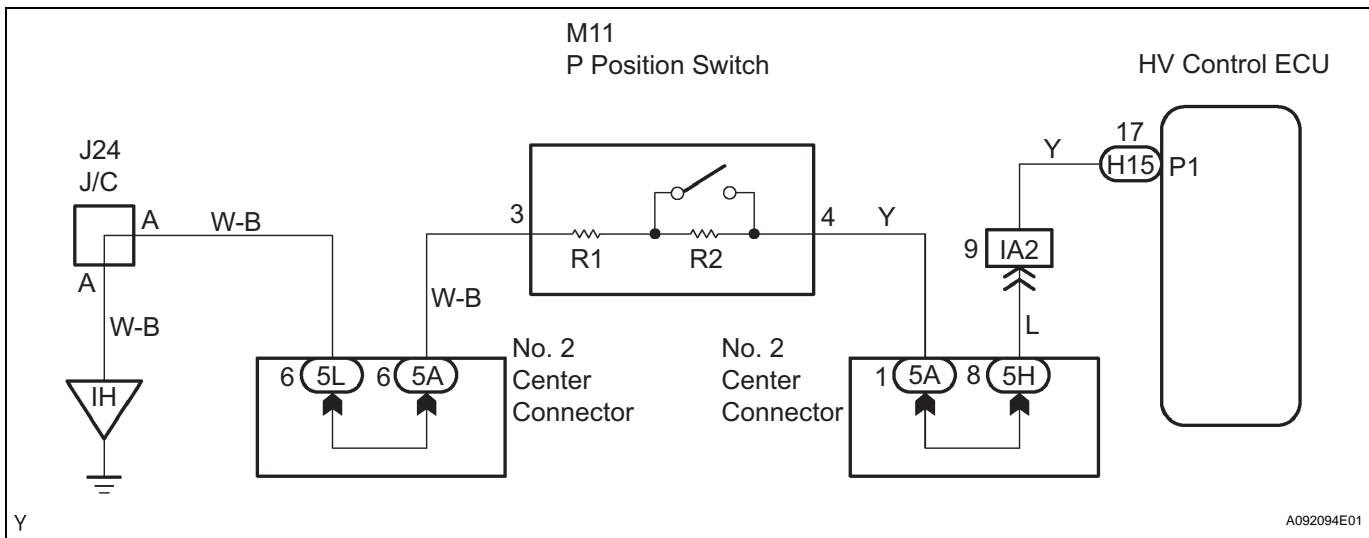 M11
P Position Switch
HV Control ECU
J24
J/C
A
W-B
A
W-B
IH
3
R1
R2
4
Y
W-B
Y
17
H15
P1
9
IA2
L
6
5L
6
5A
No. 2
Center
Connector
No. 2
Center
Connector
1
5A
8
5H
Y
A092094E01